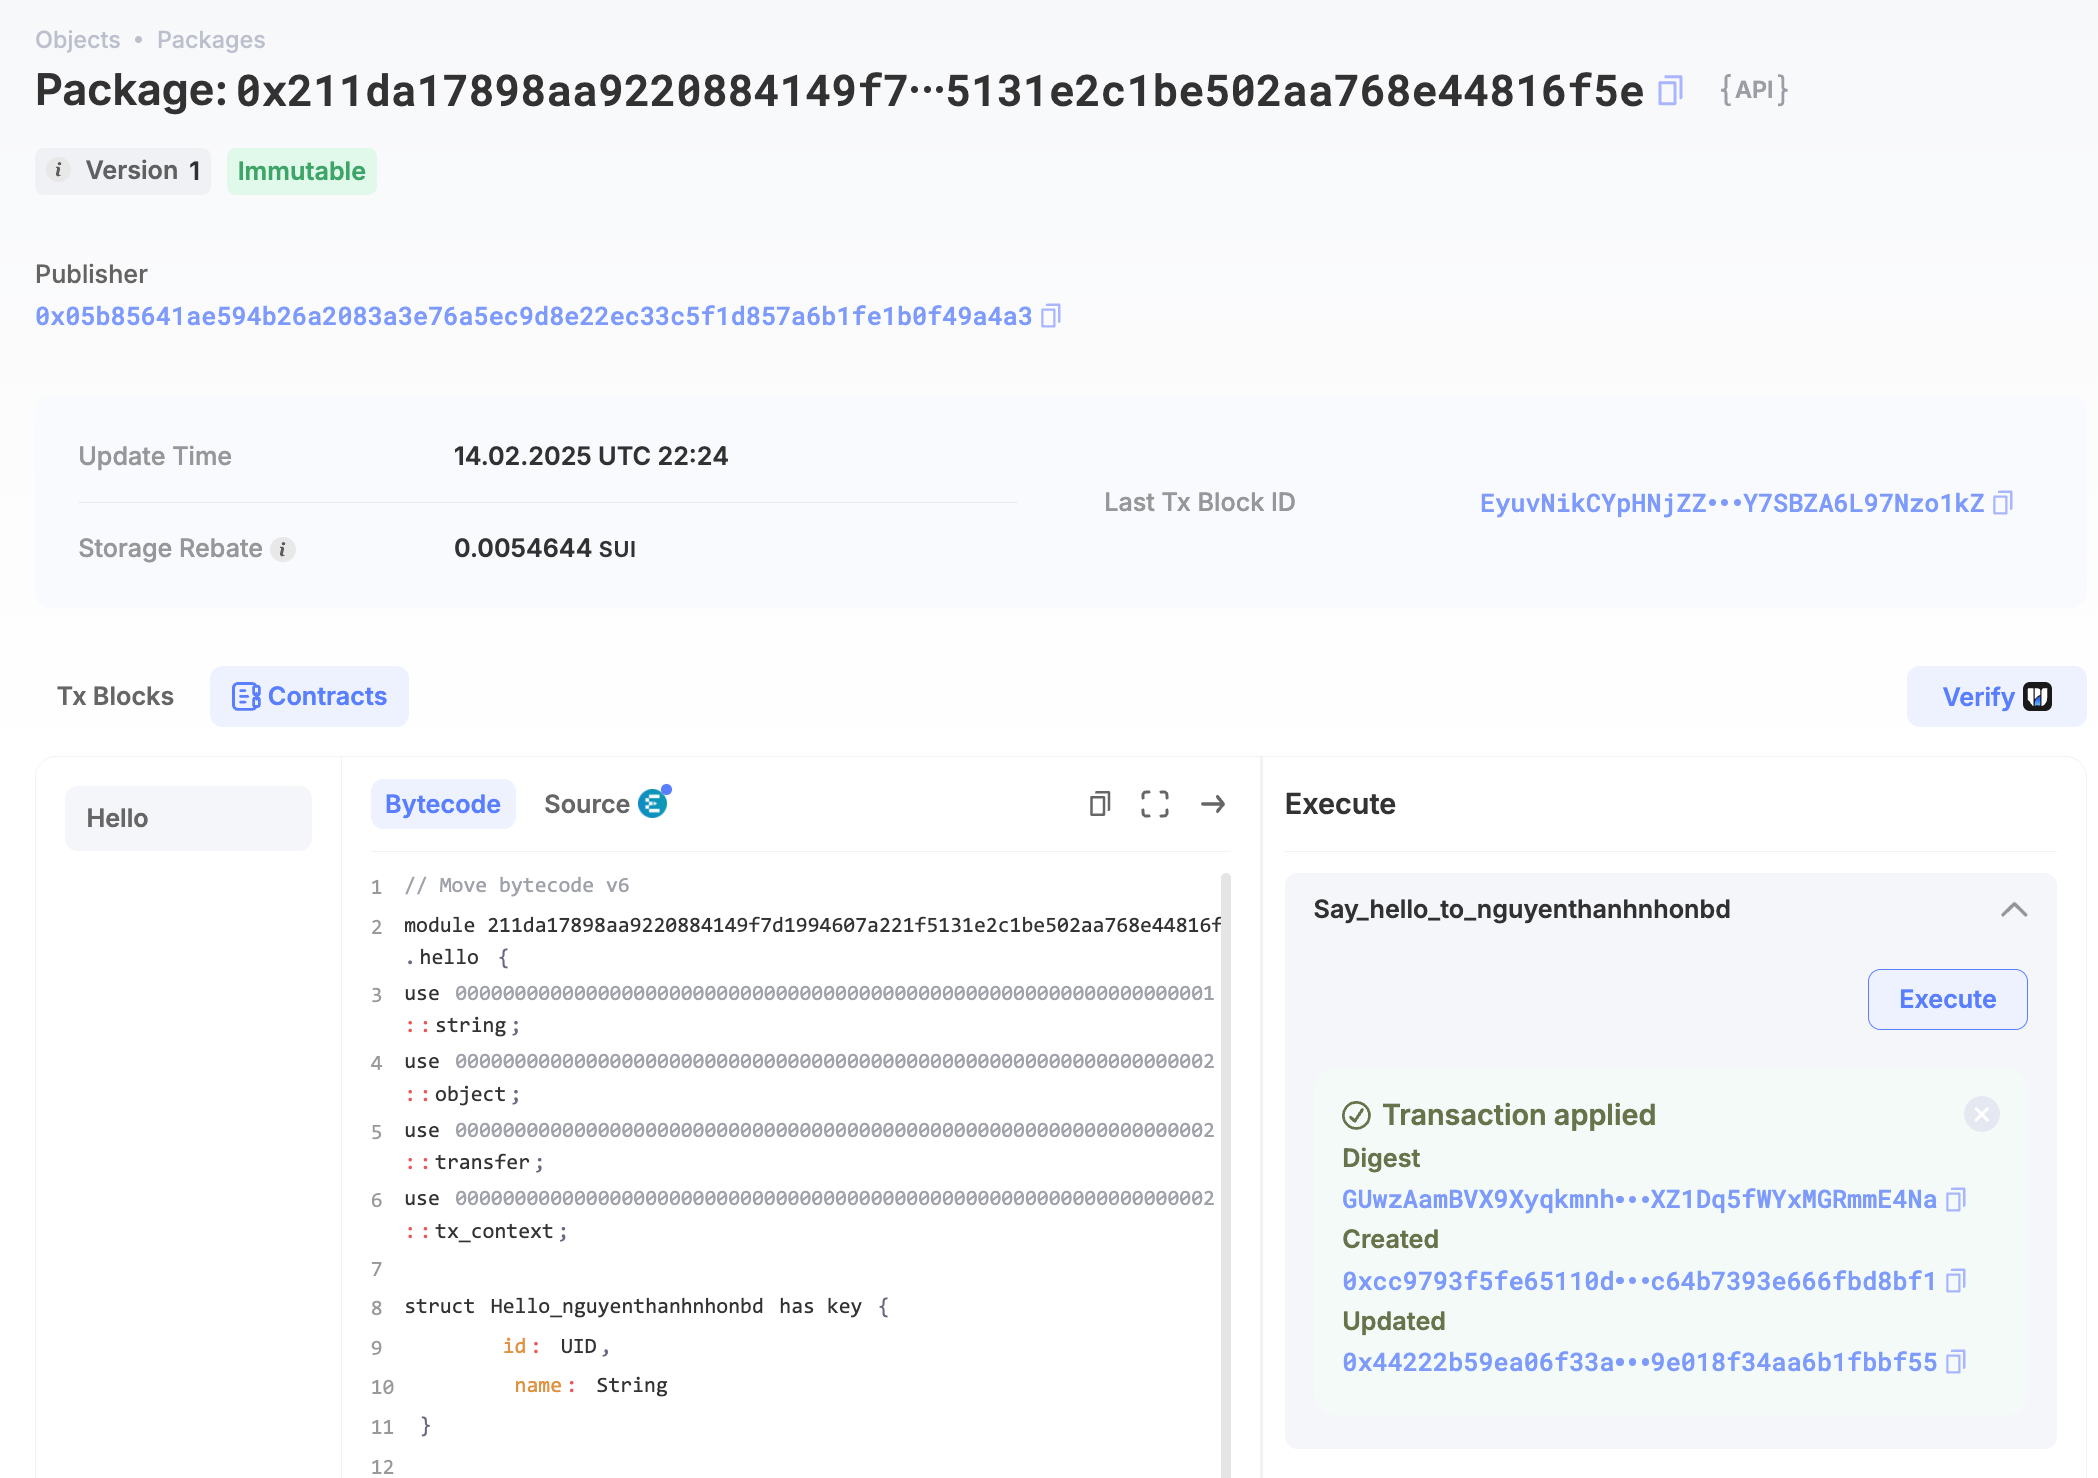 Objects • Packages
Package: 0x211da17898aa9220884149f7···5131e2c1be502aa768e44816f5e {API}
i Version 1 Immutable
Publisher
0x05b85641ae594b26a2083a3e76a5ec9d8e22ec33c5f1d857a6b1fe1b0f49a4a3
Update Time 14.02.2025 UTC 22:24
Storage Rebate i 0.0054644 SUI
Last Tx Block ID EyuvNikCYpHNjZZ•••Y7SBZA6L97Nzo1kZ
Tx Blocks Contracts Verify
Hello
Bytecode Source
1 // Move bytecode v6
2 module 211da17898aa9220884149f7d1994607a221f5131e2c1be502aa768e44816f
.hello {
3 use 0000000000000000000000000000000000000000000000000000000000000001
::string;
4 use 0000000000000000000000000000000000000000000000000000000000000002
::object;
5 use 0000000000000000000000000000000000000000000000000000000000000002
::transfer;
6 use 0000000000000000000000000000000000000000000000000000000000000002
::tx_context;
7
8 struct Hello_nguyenthanhnhonbd has key {
9 id: UID,
10 name: String
11 }
12
Execute
Say_hello_to_nguyenthanhnhonbd
Execute
Transaction applied
Digest
GUwzAamBVX9Xyqkmnh•••XZ1Dq5fWYxMGRmmE4Na
Created
0xcc9793f5fe65110d•••c64b7393e666fbd8bf1
Updated
0x44222b59ea06f33a•••9e018f34aa6b1fbbf55